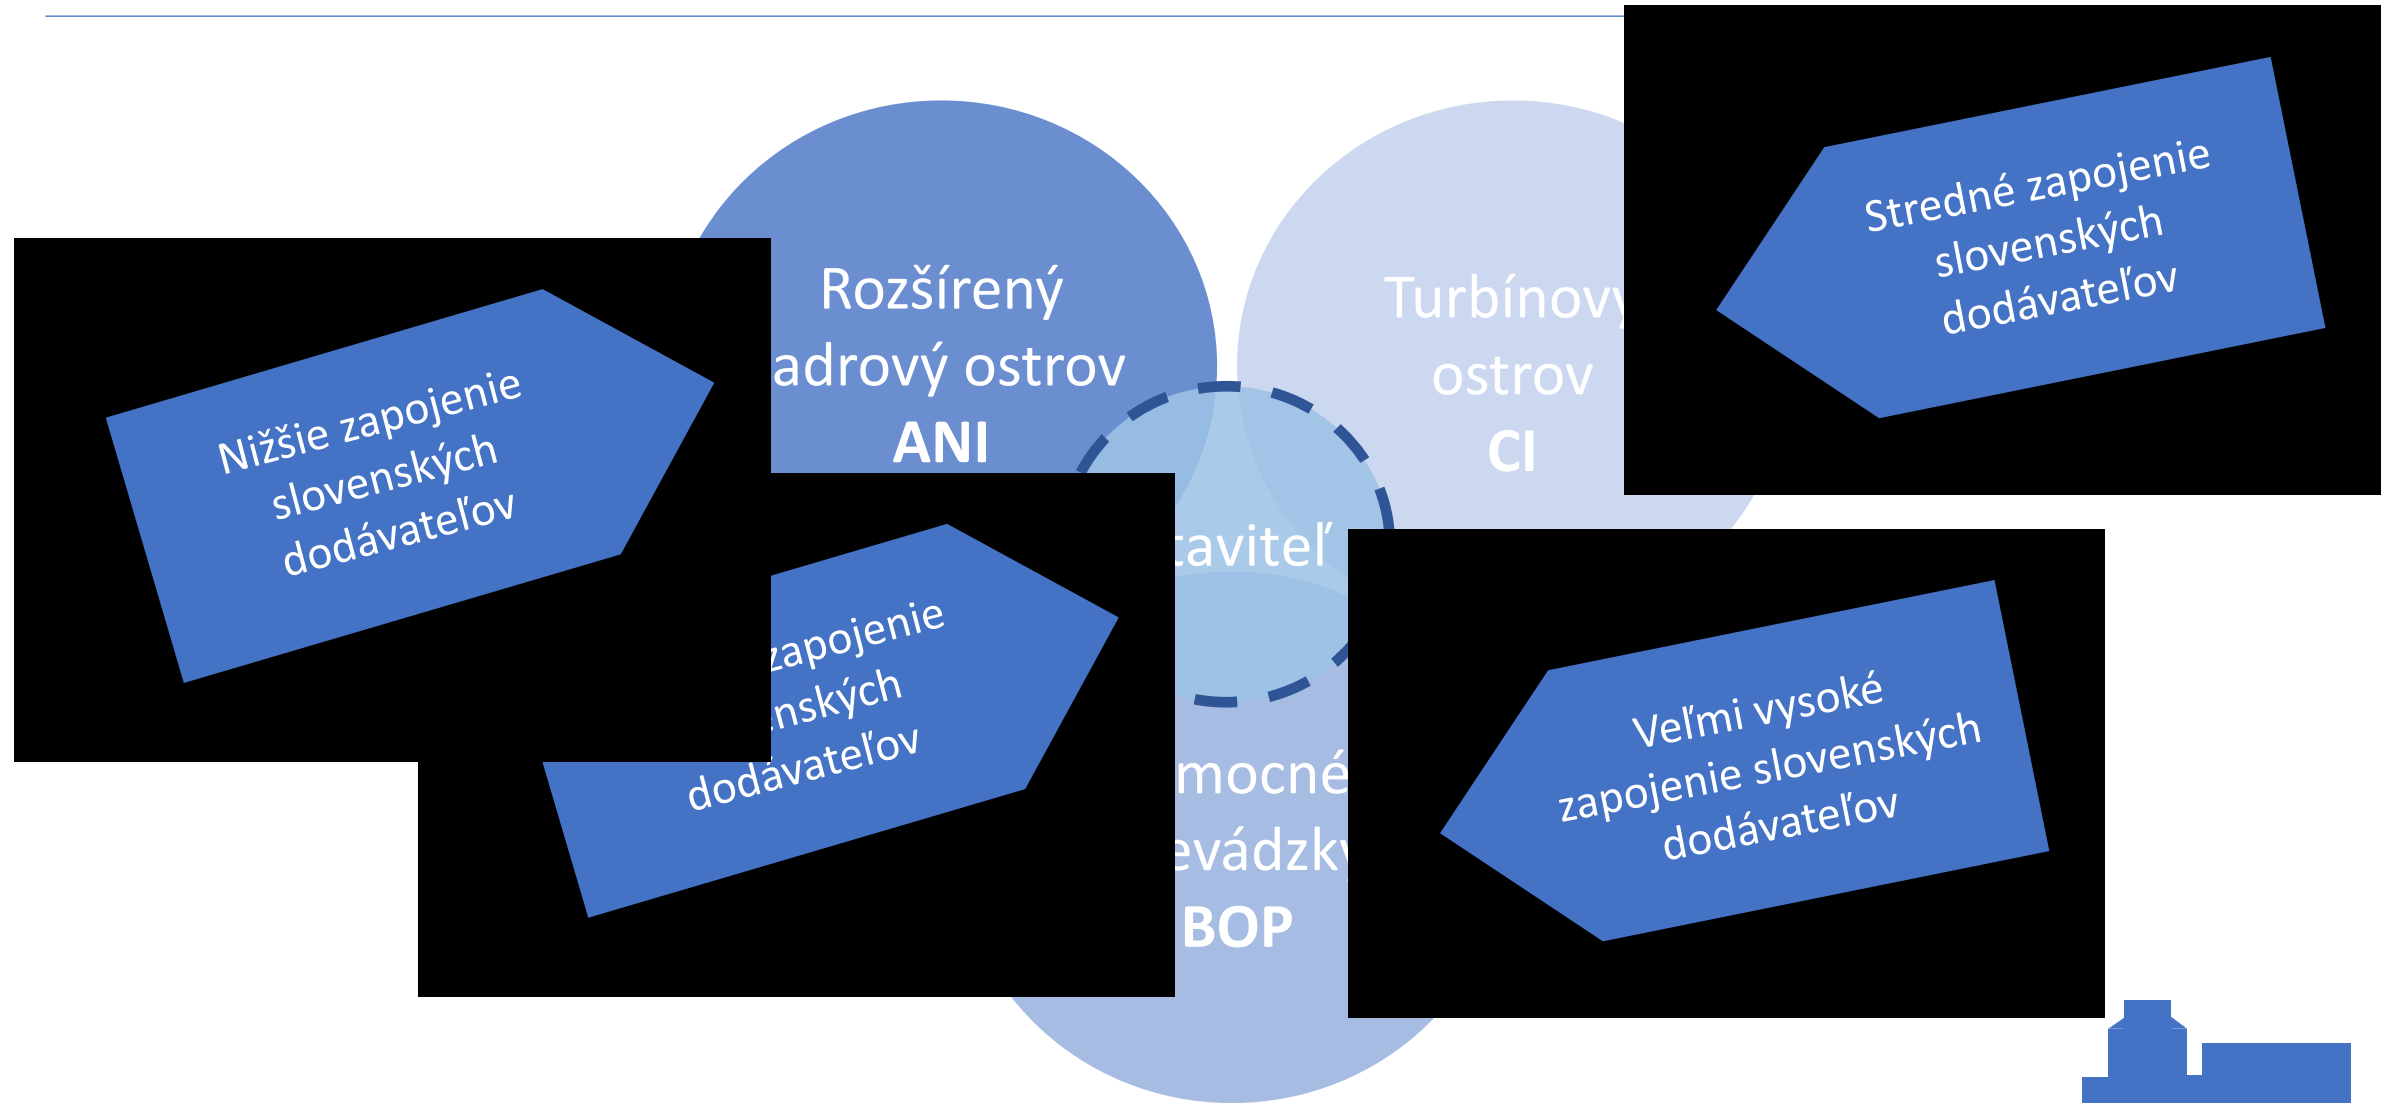 Rozšírený
adrový ostrov
ANI
Turbínový
ostrov
CI
Stredné zapojenie
slovenských
dodávateľov
Nižšie zapojenie
slovenských
dodávateľov
taviteľ
zapojenie
nských
dodávateľov
mocné
evádzky
BOP
Veľmi vysoké
zapojenie slovenských
dodávateľov